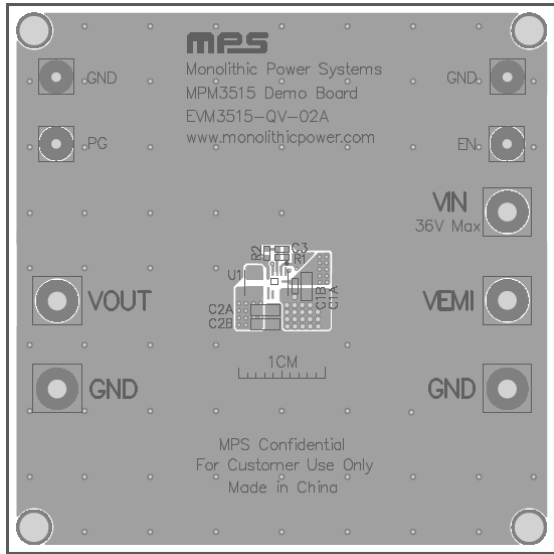 mps
Monolithic Power Systems
MPM3515 Demo Board
EVM3515-QV-02A
www.monolithicpower.com
GND
GND
PG
EN
VIN
36V Max
R2
C3
R1
U1
C2A
C2B
C1B
C1A
VOUT
VEMI
1CM
GND
GND
MPS Confidential
For Customer Use Only
Made in China